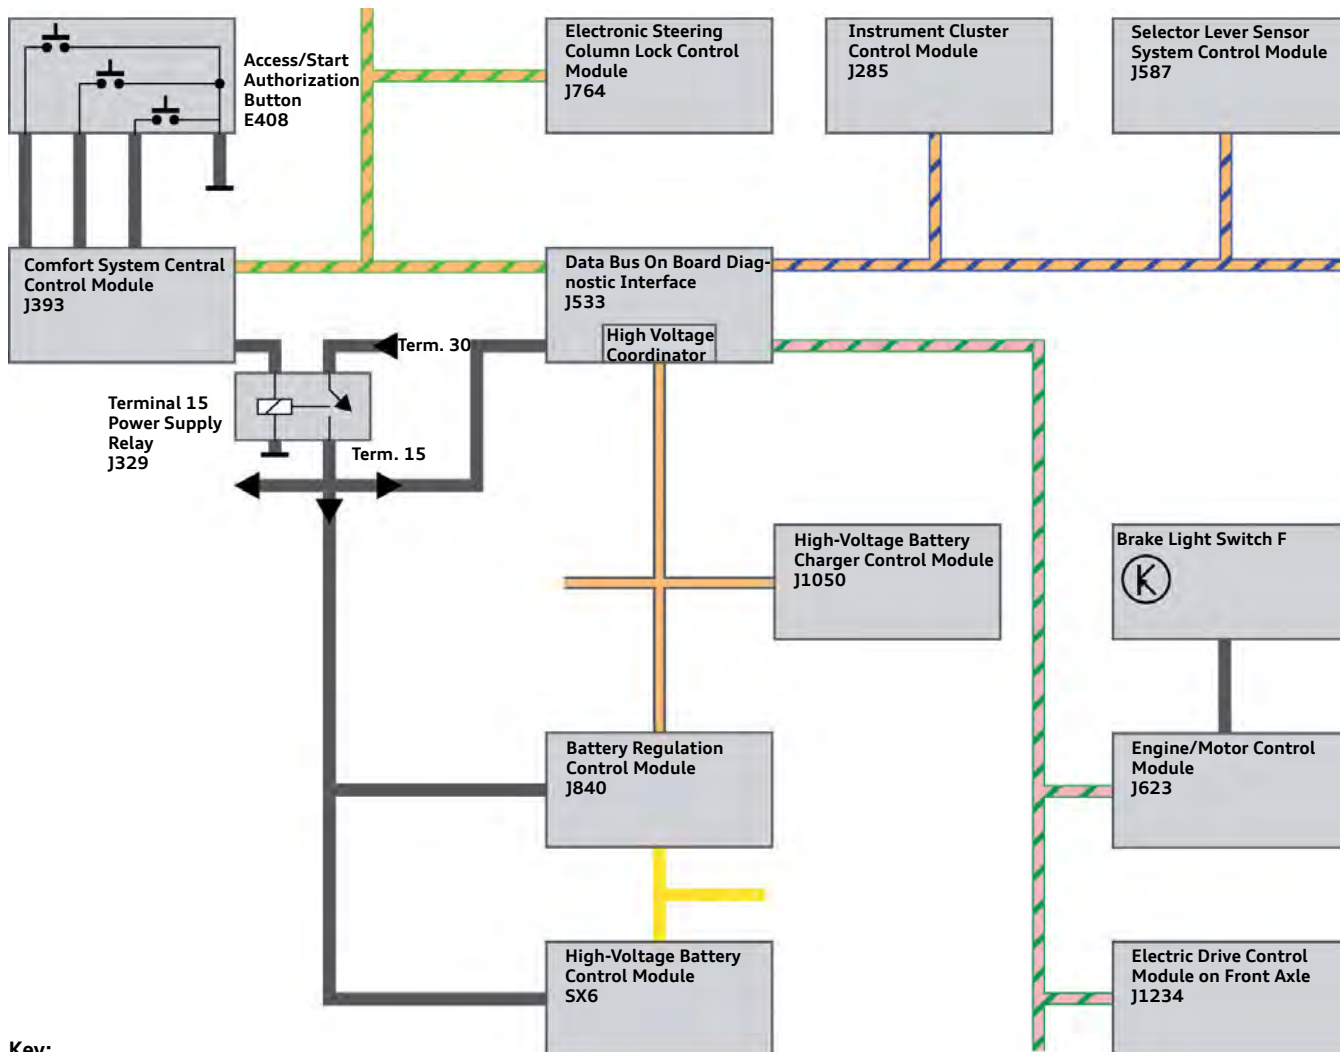 Access/Start
Authorization
Button
E408
Electronic Steering
Column Lock Control
Module
J764
Instrument Cluster
Control Module
J285
Selector Lever Sensor
System Control Module
J587
Comfort System Central
Control Module
J393
Data Bus On Board Diag-
nostic Interface
J533
High Voltage
Coordinator
Term. 30
Terminal 15
Power Supply
Relay
J329
Term. 15
High-Voltage Battery
Charger Control Module
J1050
Brake Light Switch F
Battery Regulation
Control Module
J840
Engine/Motor Control
Module
J623
High-Voltage Battery
Control Module
SX6
Electric Drive Control
Module on Front Axle
J1234
Key: